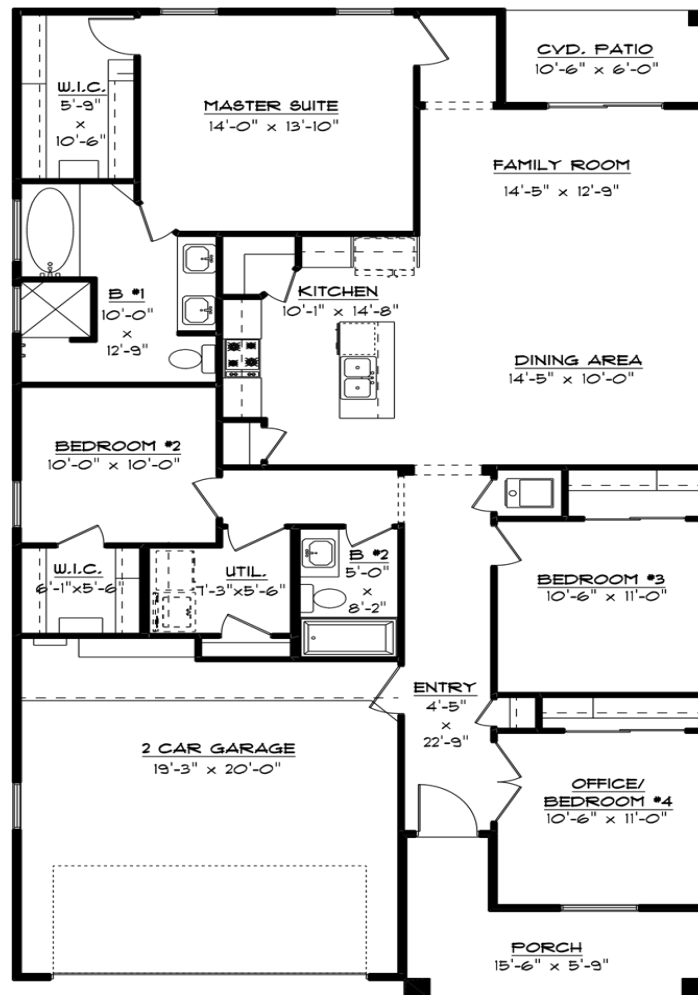 W.I.C.
5'-9"
x
10'-6"
MASTER SUITE
14'-0" x 13'-10"
CVD. PATIO
10'-6" x 6'-0"
FAMILY ROOM
14'-5" x 12'-9"
B #1
10'-0"
x
12'-9"
KITCHEN
10'-1" x 14'-8"
DINING AREA
14'-5" x 10'-0"
BEDROOM #2
10'-0" x 10'-0"
W.I.C.
6'-1"x5'-6"
UTIL.
7'-3"x5'-6"
B #2
5'-0"
x
8'-2"
BEDROOM #3
10'-6" x 11'-0"
ENTRY
4'-5"
x
22'-9"
2 CAR GARAGE
19'-3" x 20'-0"
OFFICE/
BEDROOM #4
10'-6" x 11'-0"
PORCH
15'-6" x 5'-9"